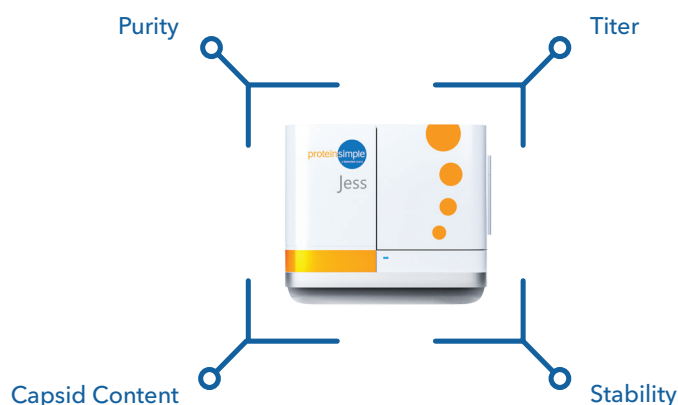 Purity
Titer
proteinsimple
Jess
Capsid Content
Stability